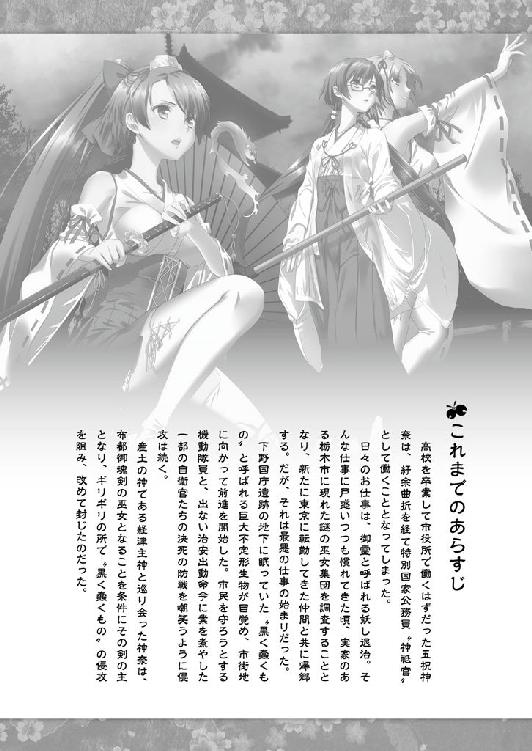 これまでのあらすじ
高校を卒業して市役所で働くはずだった五祝神
奈は、紆余曲折を経て特別国家公務員〝神祇官〟
として働くこととなってしまった。
日々のお仕事は、御霊と呼ばれる妖し退治。そ
んな仕事に戸惑いつつも慣れてきた頃、実家のあ
る栃木市に現れた謎の巫女集団を調査することと
なり、新たに東京に転勤してきた仲間と共に帰郷
する。だが、それは最悪の仕事の始まりだった。
下野国庁遺跡の地下に眠っていた〝黒く蠢くも
の〟と呼ばれる巨大不定形生物が目覚め、市街地
に向かって前進を開始した。市民を守ろうとする
機動隊員と、出ない治安出動命令に業を煮やした
一部の自衛官たちの決死の防戦を嘲笑うように侵
攻は続く。
産土の神である経津主神と巡り会った神奈は、
布都御魂剣の巫女となることを条件にその剣の主
となり、ギリギリの所で〝黒く蠢くもの〟の侵攻
を阻み、改めて封じたのだった。